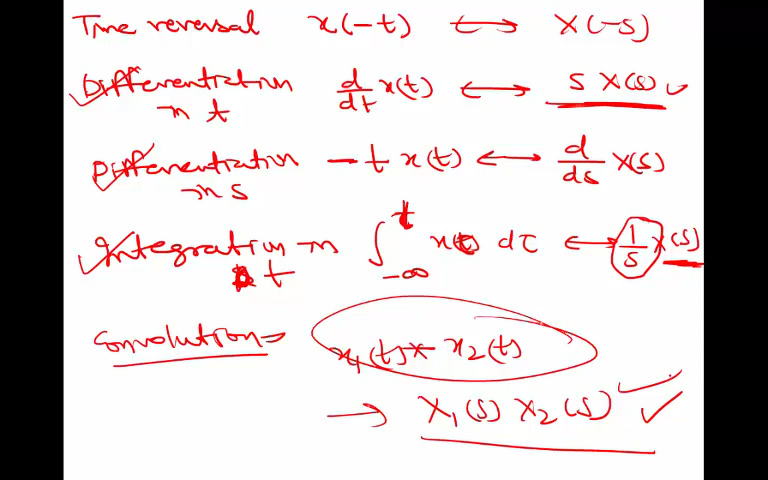 Time reversal x(-t) ↔ X(-s)
Differentiation in t d/dt x(t) ↔ s X(s)
Differentiation in s -t x(t) ↔ d/ds X(s)
Integration in t ∫_{-∞}^{t} x(τ) dτ ↔ 1/s X(s)
Convolution ⇒ x₁(t) * x₂(t)
→ X₁(s) X₂(s)